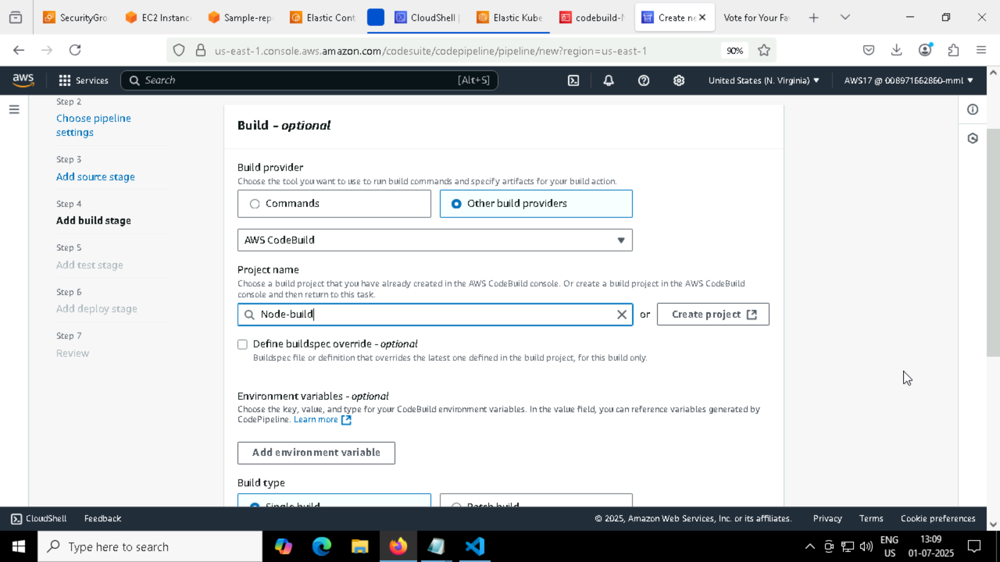 SecurityGro
EC2 Instanc
Sample-rep
Elastic Cont
CloudShell |
Elastic Kube
codebuild-N
Create ne
Vote for Your Fav
us-east-1.console.aws.amazon.com/codesuite/codepipeline/pipeline/new?region=us-east-1
90%
aws
Services
Search
[Alt+S]
United States (N. Virginia)
AWS17 @ 008971662860-mml
Step 2
Choose pipeline
settings
Step 3
Add source stage
Step 4
Add build stage
Step 5
Add test stage
Step 6
Add deploy stage
Step 7
Review
Build - optional
Build provider
Choose the tool you want to use to run build commands and specify artifacts for your build action.
Commands
Other build providers
AWS CodeBuild
Project name
Choose a build project that you have already created in the AWS CodeBuild console. Or create a build project in the AWS CodeBuild
console and then return to this task.
Node-build
or
Create project
Define buildspec override - optional
Buildspec file or definition that overrides the latest one defined in the build project, for this build only.
Environment variables - optional
Choose the key, value, and type for your CodeBuild environment variables. In the value field, you can reference variables generated by
CodePipeline. Learn more
Add environment variable
Build type
Single build
Batch build
CloudShell
Feedback
© 2025, Amazon Web Services, Inc. or its affiliates.
Privacy
Terms
Cookie preferences
Type here to search
ENG
US
13:09
01-07-2025